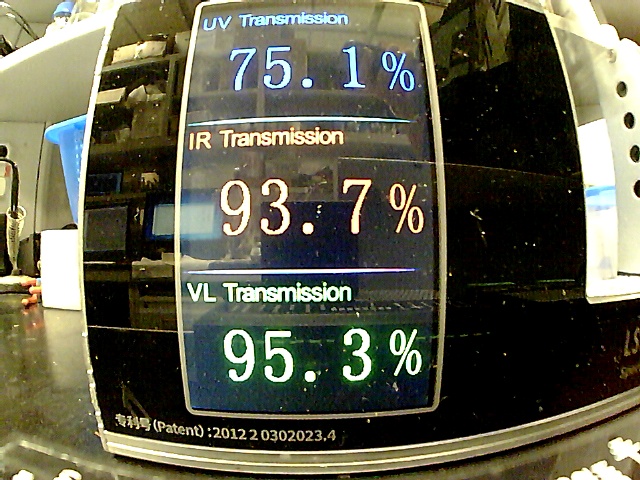 UV Transmission
75.1%
IR Transmission
93.7%
VL Transmission
95.3%
专利号(Patent):2012 2 0302023.4
LS